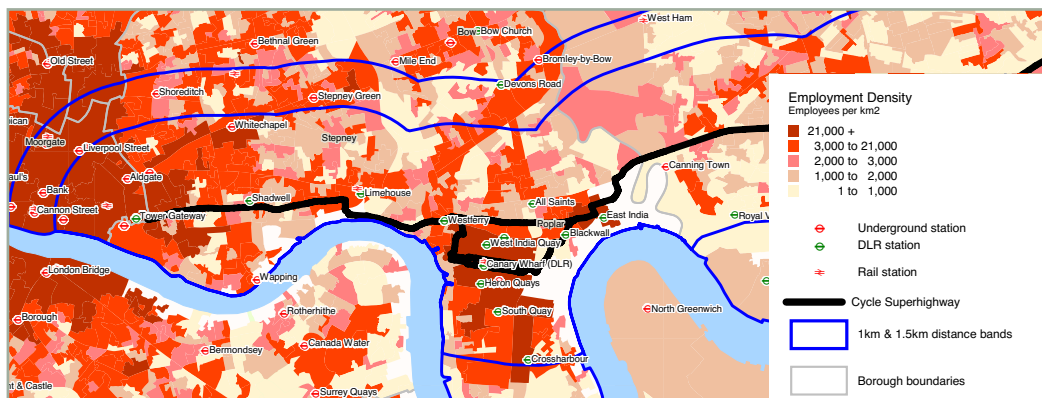 West Ham
Bow Bow Church
Bethnal Green
Old Street
Mile End
Bromley-by-Bow
Devons Road
Shoreditch
Stepney Green
Employment Density
Employees per km2
21,000 +
3,000 to 21,000
2,000 to 3,000
1,000 to 2,000
1 to 1,000
pican
Whitechapel
Moorgate
Stepney
Liverpool Street
Canning Town
Aldgate
aul's
Bank
Limehouse
Shadwell
All Saints
Cannon Street
Tower Gateway
Westferry
Poplar
East India
Royal V
Blackwall
West India Quay
Underground station
DLR station
London Bridge
Canary Wharf (DLR)
Rail station
Wapping
Heron Quays
Cycle Superhighway
Borough
Rotherhithe
South Quay
North Greenwich
1km & 1.5km distance bands
Canada Water
Bermondsey
Crossharbour
Borough boundaries
nt & Castle
Surrey Quays